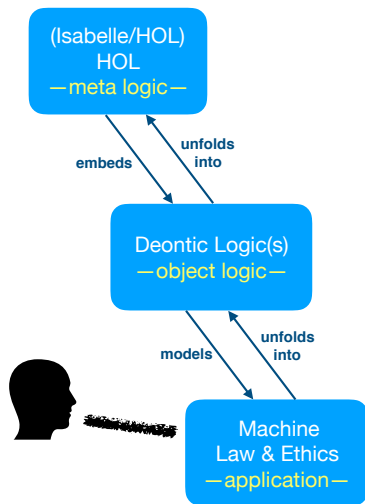 (Isabelle/HOL)
HOL
—meta logic—
embeds
unfolds
into
Deontic Logic(s)
—object logic—
models
unfolds
into
Machine
Law & Ethics
—application—